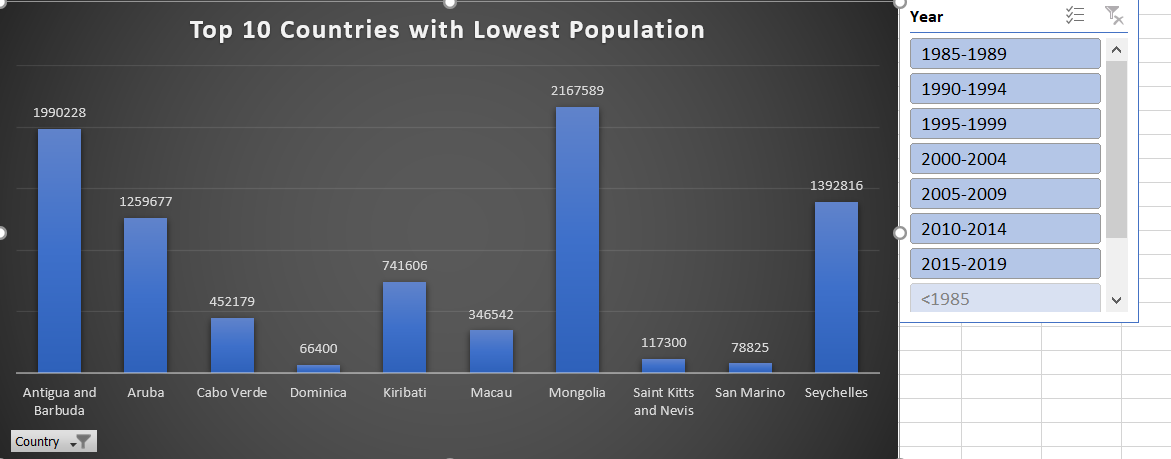 Top 10 Countries with Lowest Population
1990228
1259677
452179
66400
741606
346542
2167589
117300
78825
1392816
Antigua and
Barbuda
Aruba
Cabo Verde
Dominica
Kiribati
Macau
Mongolia
Saint Kitts
and Nevis
San Marino
Seychelles
Country
Year
1985-1989
1990-1994
1995-1999
2000-2004
2005-2009
2010-2014
2015-2019
<1985